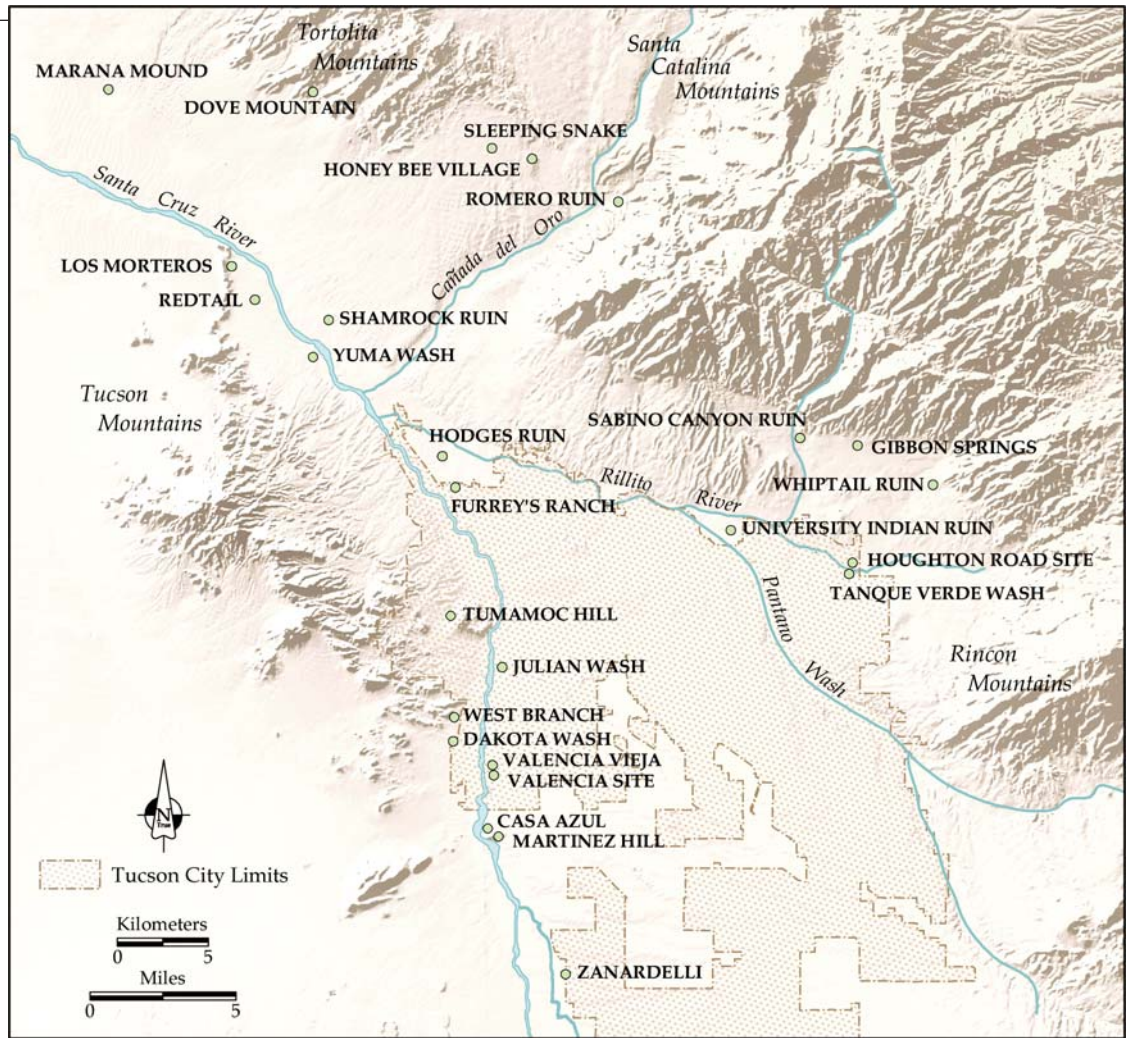 Tortolita
Mountains
Santa
Catalina
Mountains
MARANA MOUND
DOVE MOUNTAIN
SLEEPING SNAKE
HONEY BEE VILLAGE
ROMERO RUIN
Santa Cruz River
Cañada del Oro
LOS MORTEROS
REDTAIL
SHAMROCK RUIN
YUMA WASH
Tucson
Mountains
SABINO CANYON RUIN
HODGES RUIN
GIBBON SPRINGS
Rillito River
WHIPTAIL RUIN
FURREY'S RANCH
UNIVERSITY INDIAN RUIN
HOUGHTON ROAD SITE
TANQUE VERDE WASH
Pantano Wash
TUMAMOC HILL
JULIAN WASH
Rincon
Mountains
WEST BRANCH
DAKOTA WASH
VALENCIA VIEJA
VALENCIA SITE
CASA AZUL
MARTINEZ HILL
N
True
Tucson City Limits
Kilometers
0 5
Miles
0 5
ZANARDELLI